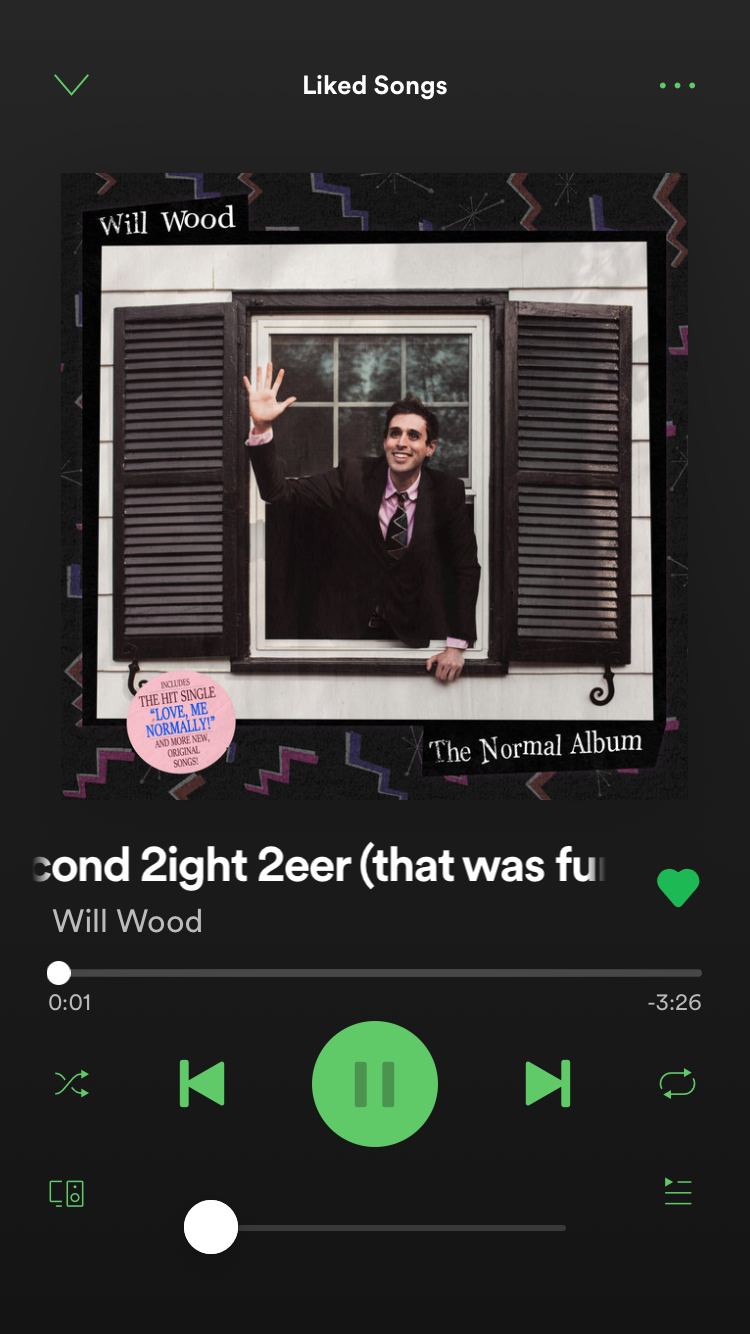 Liked Songs
Will Wood
INCLUDES
THE HIT SINGLE
“LOVE, ME
NORMALLY!”
AND MORE NEW,
ORIGINAL
SONGS!
The Normal Album
cond 2ight 2eer (that was fu
Will Wood
0:01
-3:26